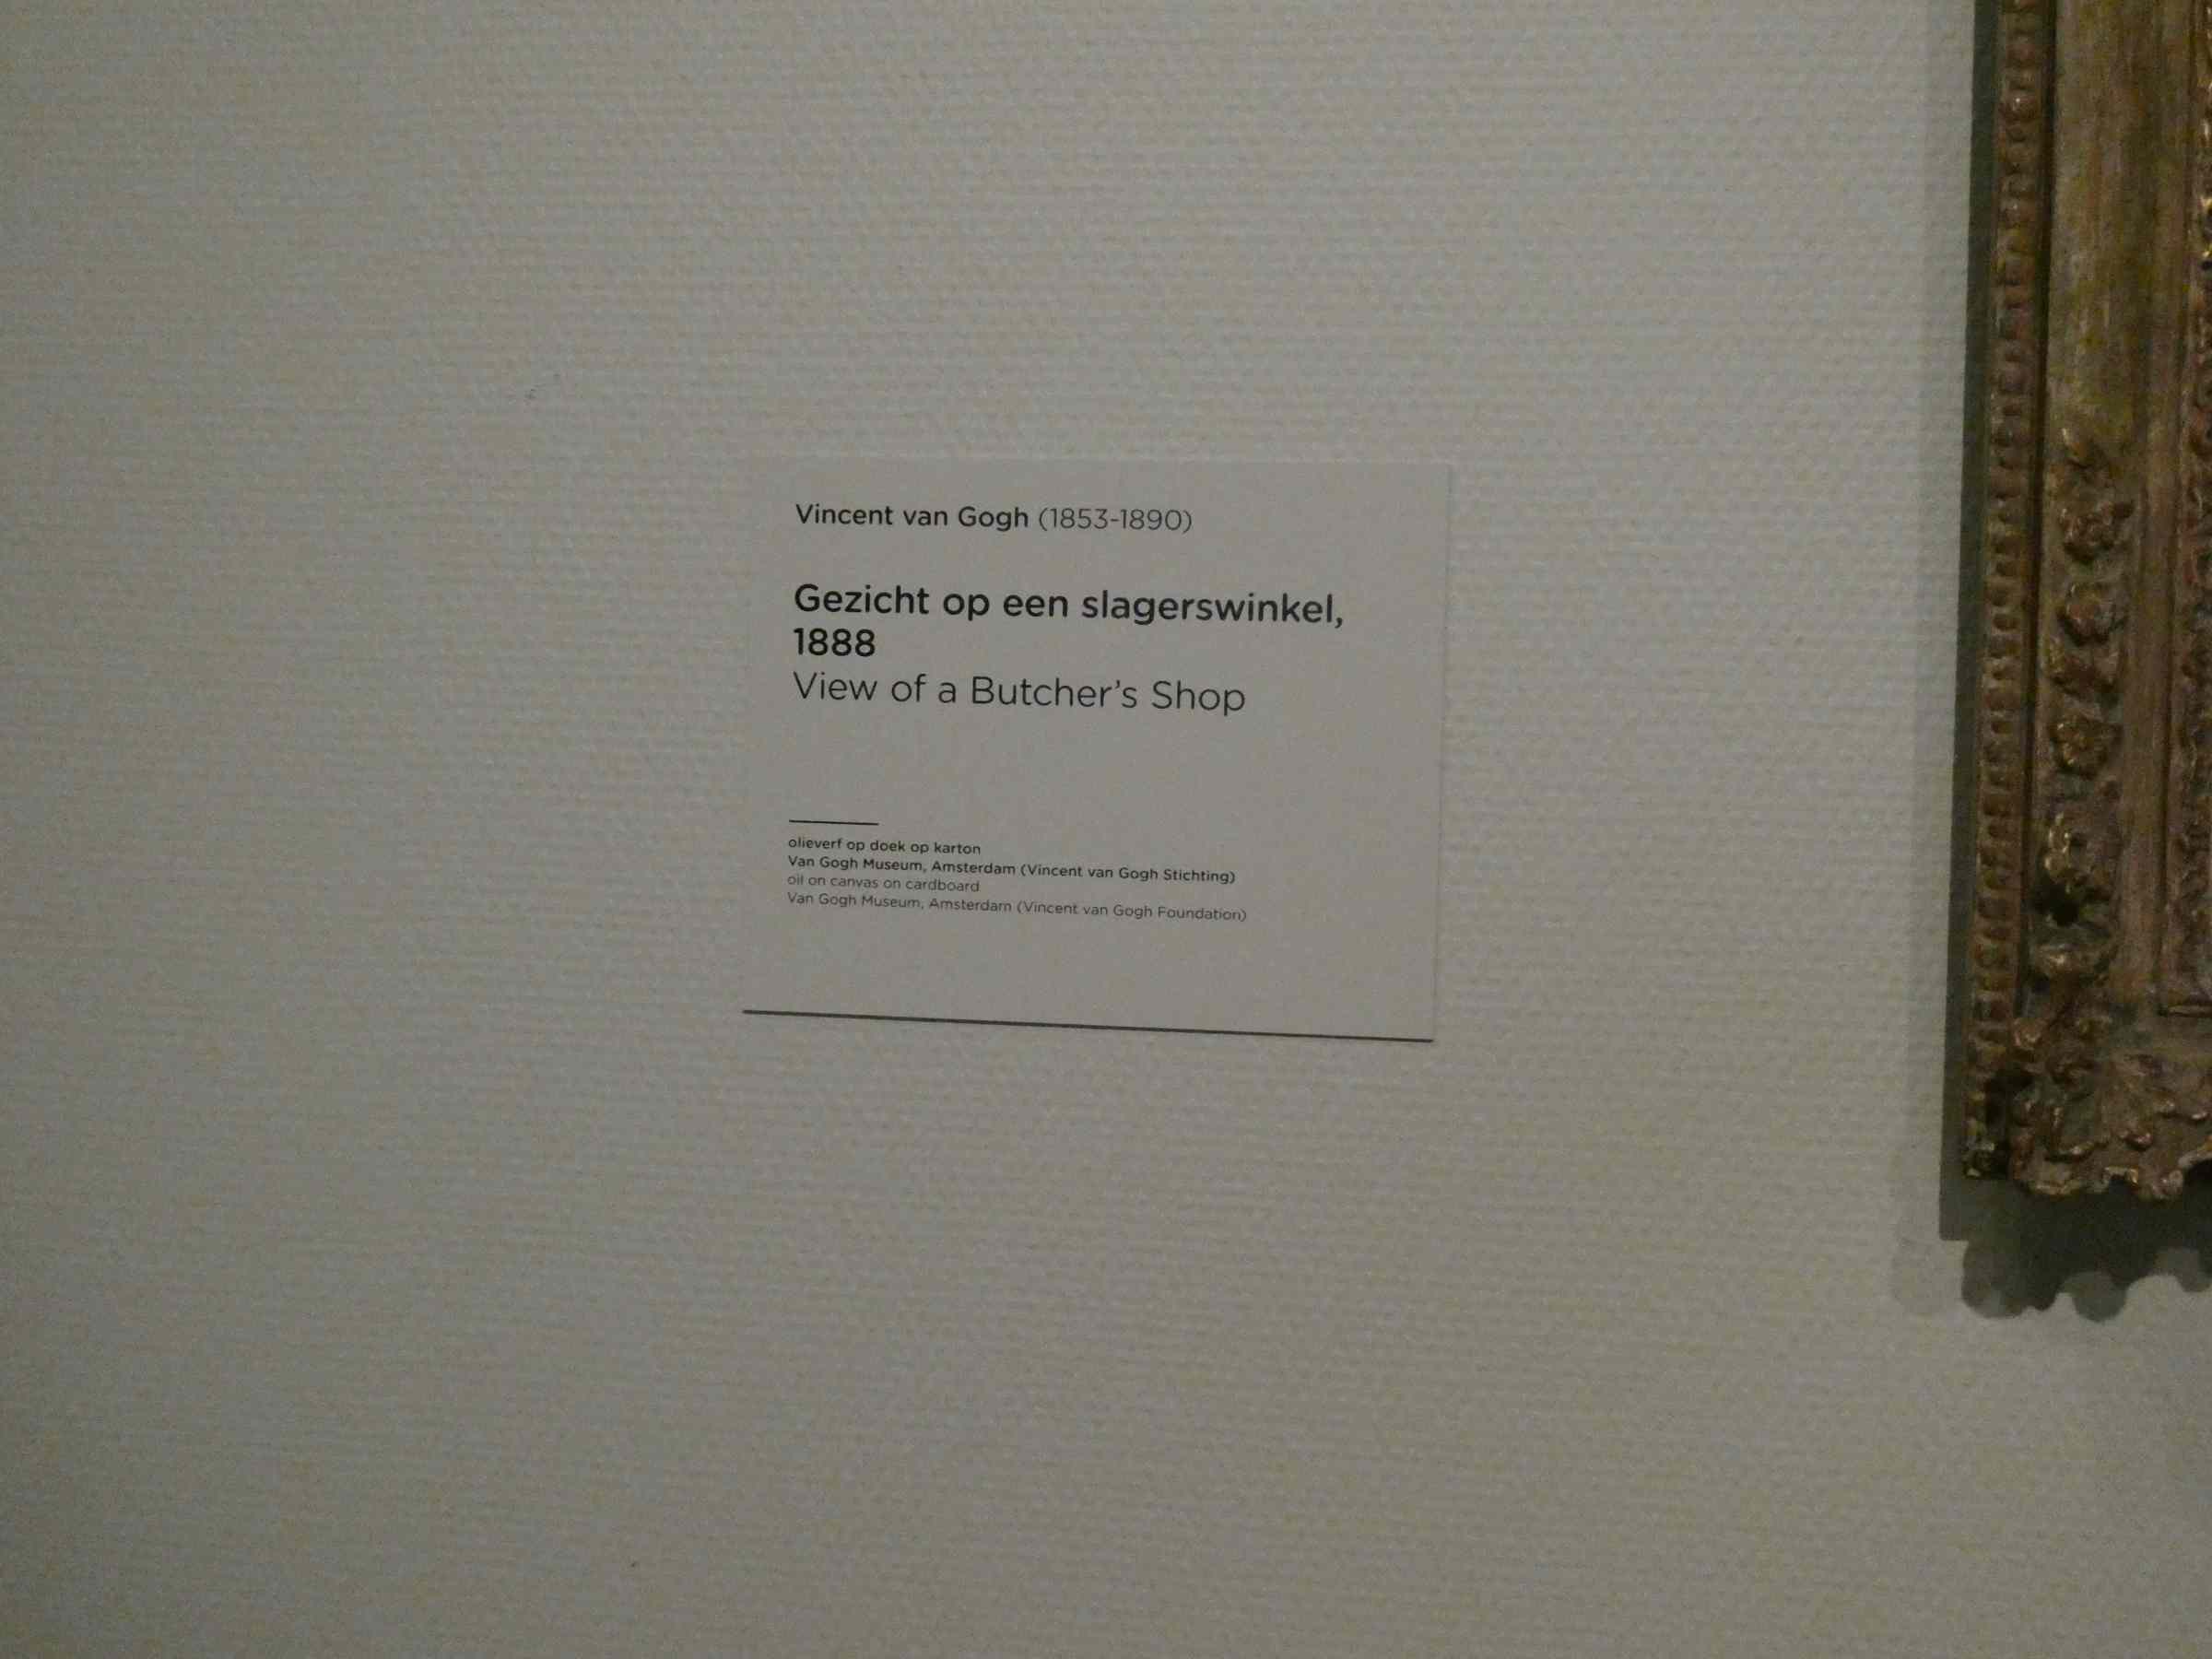 Vincent van Gogh (1853-1890)
Gezicht op een slagerswinkel,
1888
View of a Butcher's Shop
olieverf op doek op karton
Van Gogh Museum, Amsterdam (Vincent van Gogh Stichting)
oil on canvas on cardboard
Van Gogh Museum, Amsterdam (Vincent van Gogh Foundation)